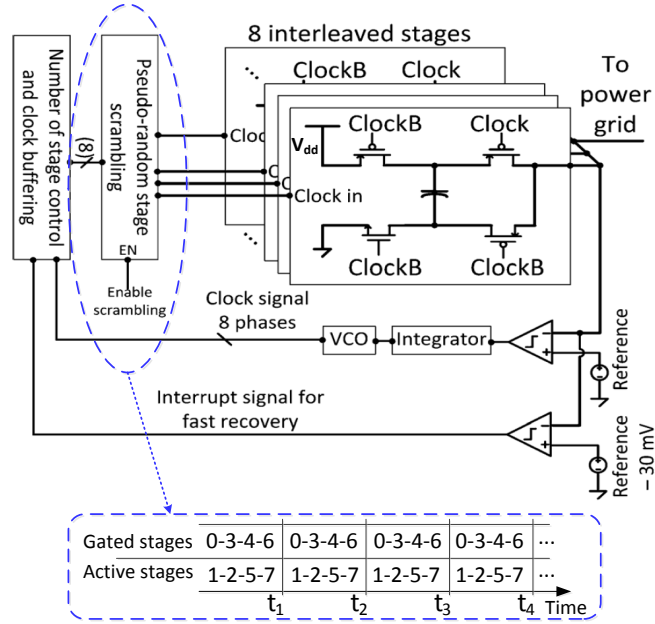 8 interleaved stages
ClockB Clock
To
power
grid
Number of stage control
and clock buffering
(8)
Pseudo-random stage
scrambling
EN
Enable
scrambling
Clock
C
C
Clock in
Vdd
ClockB Clock
ClockB ClockB
Clock signal
8 phases
VCO
Integrator
Reference
Interrupt signal for
fast recovery
Reference
– 30 mV
Gated stages 0-3-4-6 0-3-4-6 0-3-4-6 0-3-4-6 ...
Active stages 1-2-5-7 1-2-5-7 1-2-5-7 1-2-5-7 ...
t1 t2 t3 t4 Time